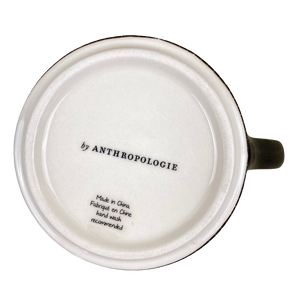 by ANTHROPOLOGIE
Made in China
Fabriqué en Chine
hand wash
recommended